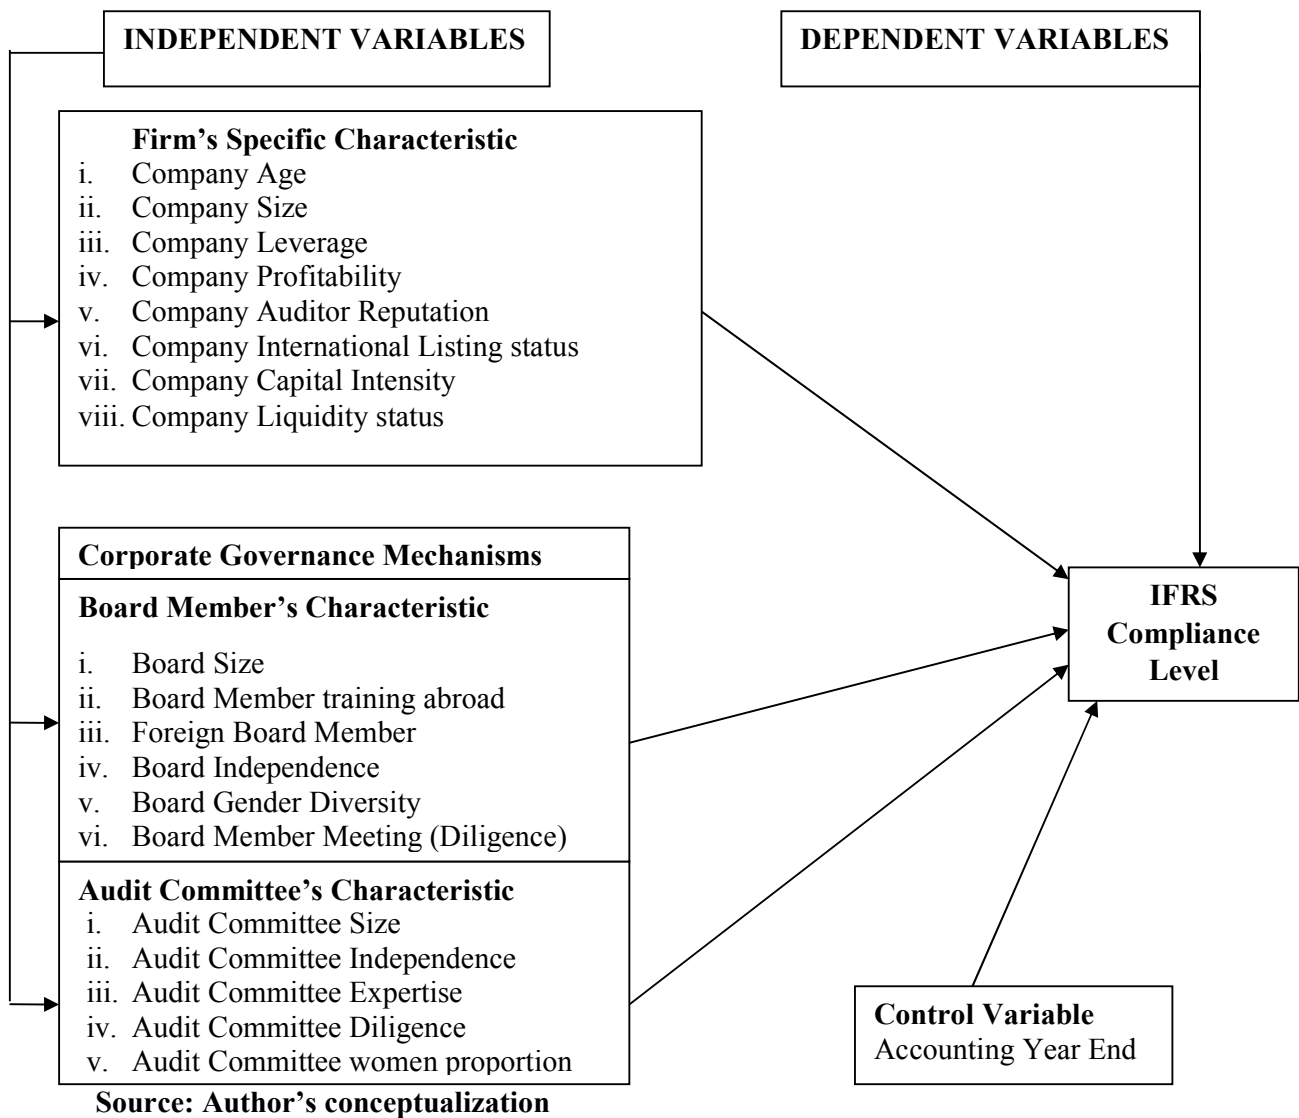 INDEPENDENT VARIABLES
DEPENDENT VARIABLES
Firm’s Specific Characteristic
i. Company Age
ii. Company Size
iii. Company Leverage
iv. Company Profitability
v. Company Auditor Reputation
vi. Company International Listing status
vii. Company Capital Intensity
viii. Company Liquidity status
Corporate Governance Mechanisms
Board Member’s Characteristic
i. Board Size
ii. Board Member training abroad
iii. Foreign Board Member
iv. Board Independence
v. Board Gender Diversity
vi. Board Member Meeting (Diligence)
Audit Committee’s Characteristic
i. Audit Committee Size
ii. Audit Committee Independence
iii. Audit Committee Expertise
iv. Audit Committee Diligence
v. Audit Committee women proportion
IFRS
Compliance
Level
Control Variable
Accounting Year End
Source: Author’s conceptualization